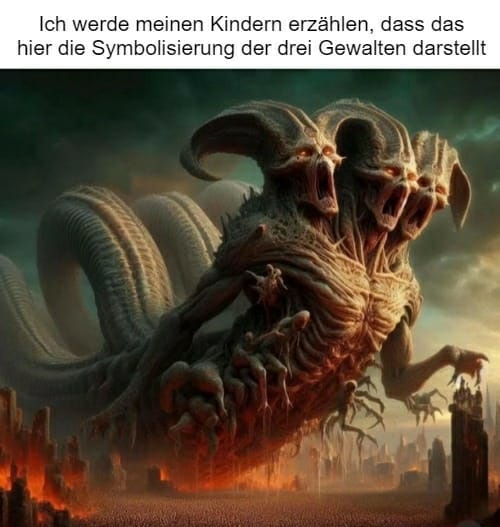 Ich werde meinen Kindern erzählen, dass das
hier die Symbolisierung der drei Gewalten darstellt